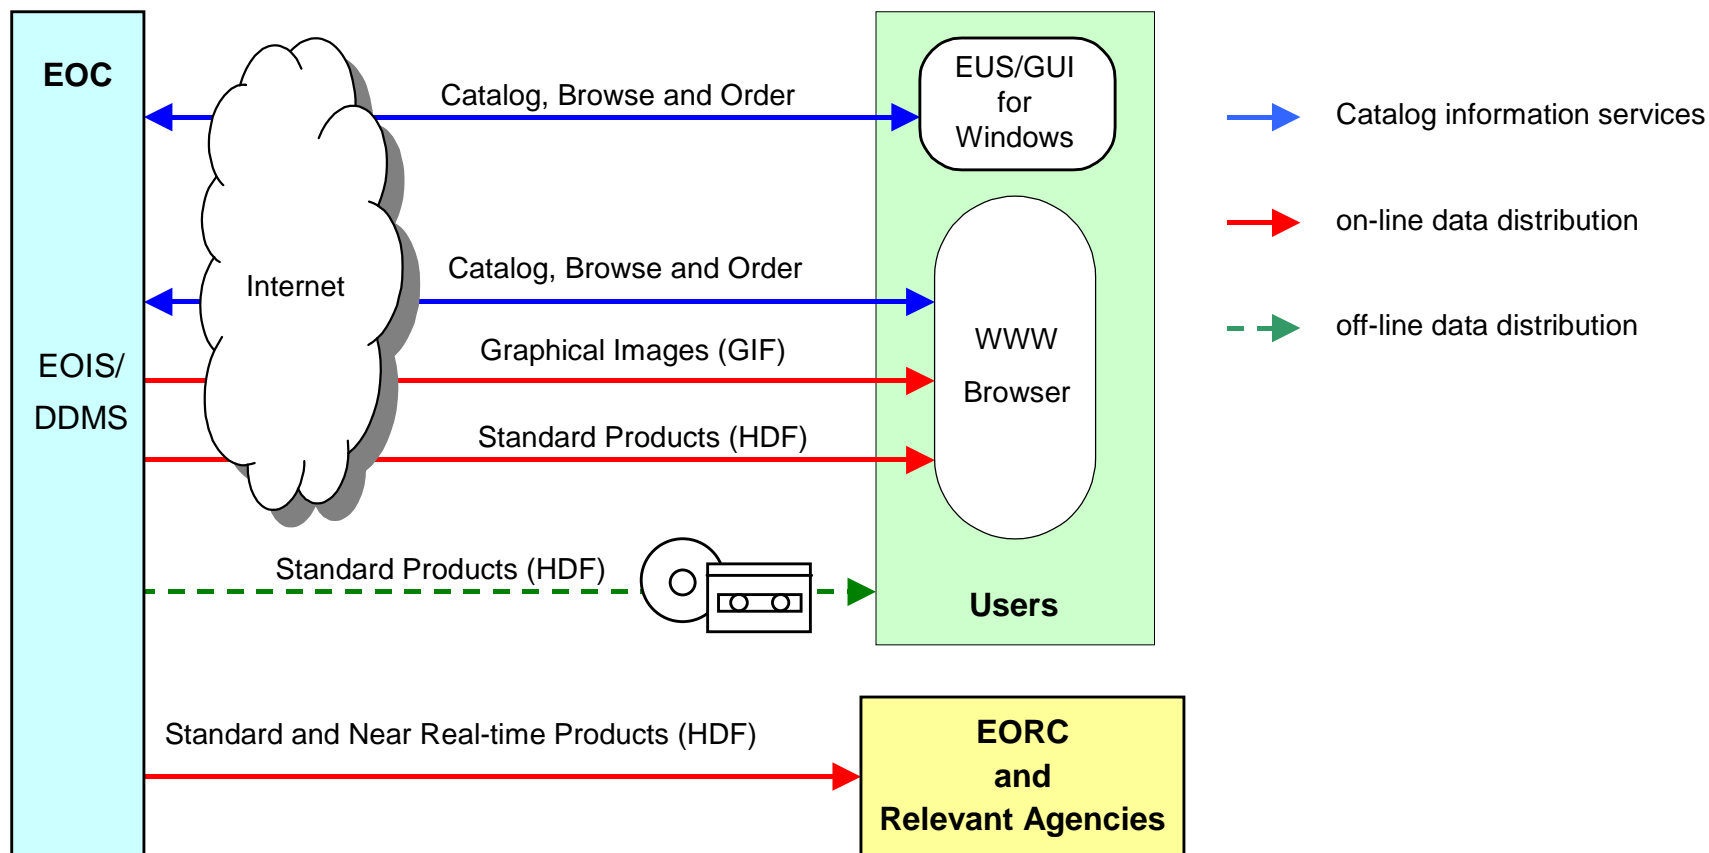 EOC
EOIS/
DDMS
Internet
Catalog, Browse and Order
Catalog, Browse and Order
Graphical Images (GIF)
Standard Products (HDF)
Standard Products (HDF)
Standard and Near Real-time Products (HDF)
EUS/GUI
for
Windows
WWW
Browser
Users
EORC
and
Relevant Agencies
Catalog information services
on-line data distribution
off-line data distribution